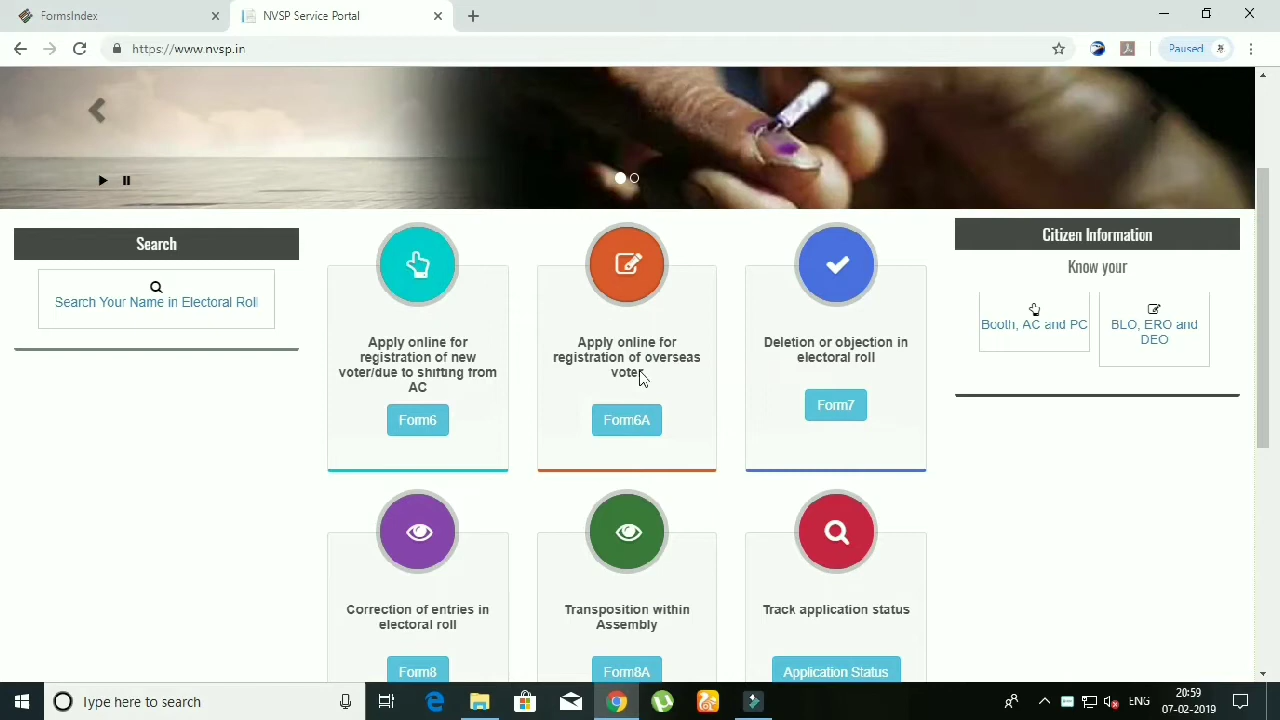 FormsIndex
NVSP Service Portal
https://www.nvsp.in
Paused
Search
Search Your Name in Electoral Roll
Apply online for
registration of new
voter/due to shifting from
AC
Form6
Apply online for
registration of overseas
voter
Form6A
Deletion or objection in
electoral roll
Form7
Citizen Information
Know your
Booth, AC and PC
BLO, ERO and
DEO
Correction of entries in
electoral roll
Form8
Transposition within
Assembly
Form8A
Track application status
Application Status
Type here to search
ENG
20:59
07-02-2019